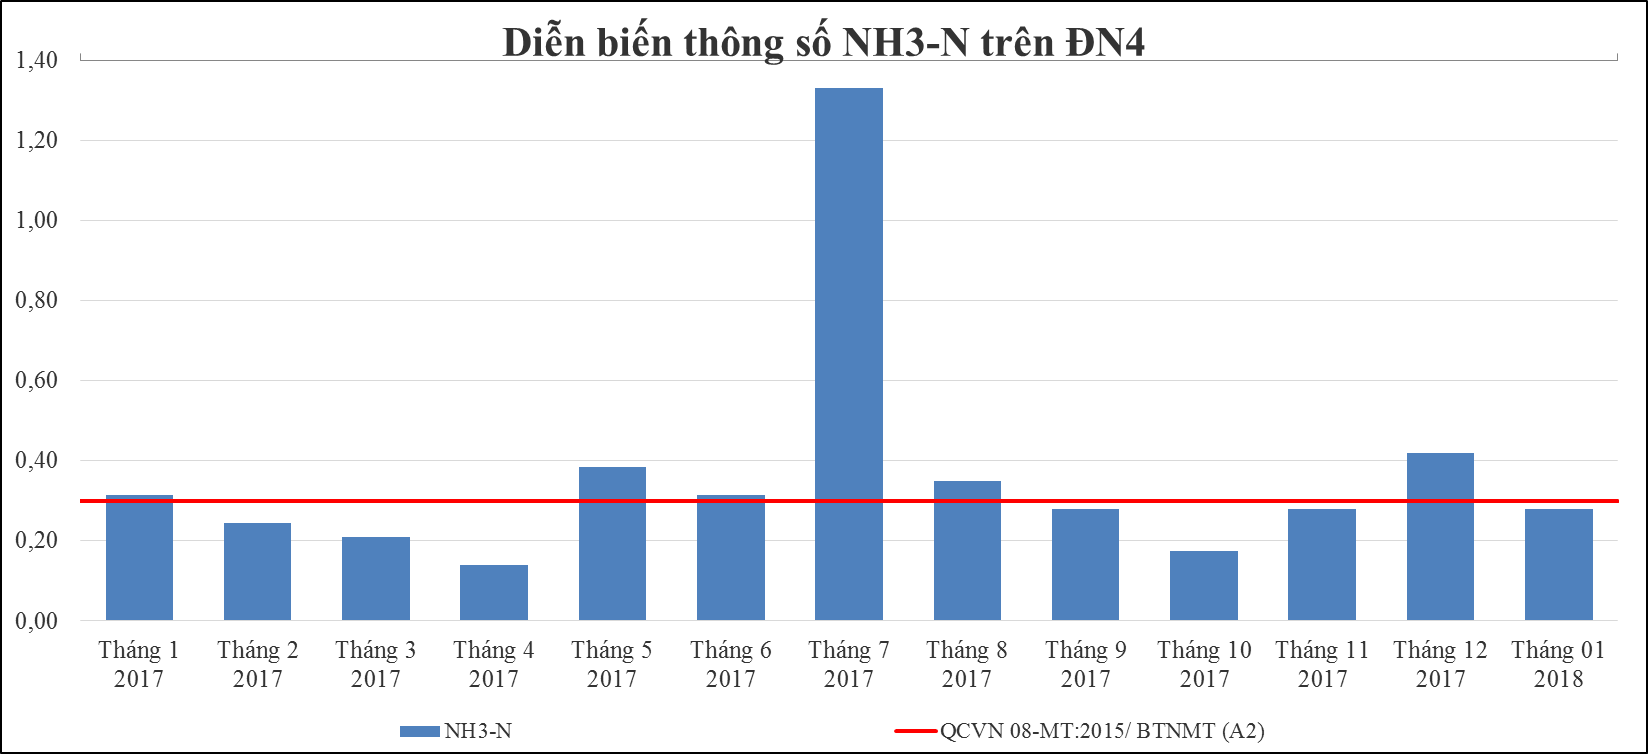 Diễn biến thông số NH3-N trên ĐN4
1,40
1,20
1,00
0,80
0,60
0,40
0,20
0,00
Tháng 1 2017
Tháng 2 2017
Tháng 3 2017
Tháng 4 2017
Tháng 5 2017
Tháng 6 2017
Tháng 7 2017
Tháng 8 2017
Tháng 9 2017
Tháng 10 2017
Tháng 11 2017
Tháng 12 2017
Tháng 01 2018
NH3-N
QCVN 08-MT:2015/ BTNMT (A2)